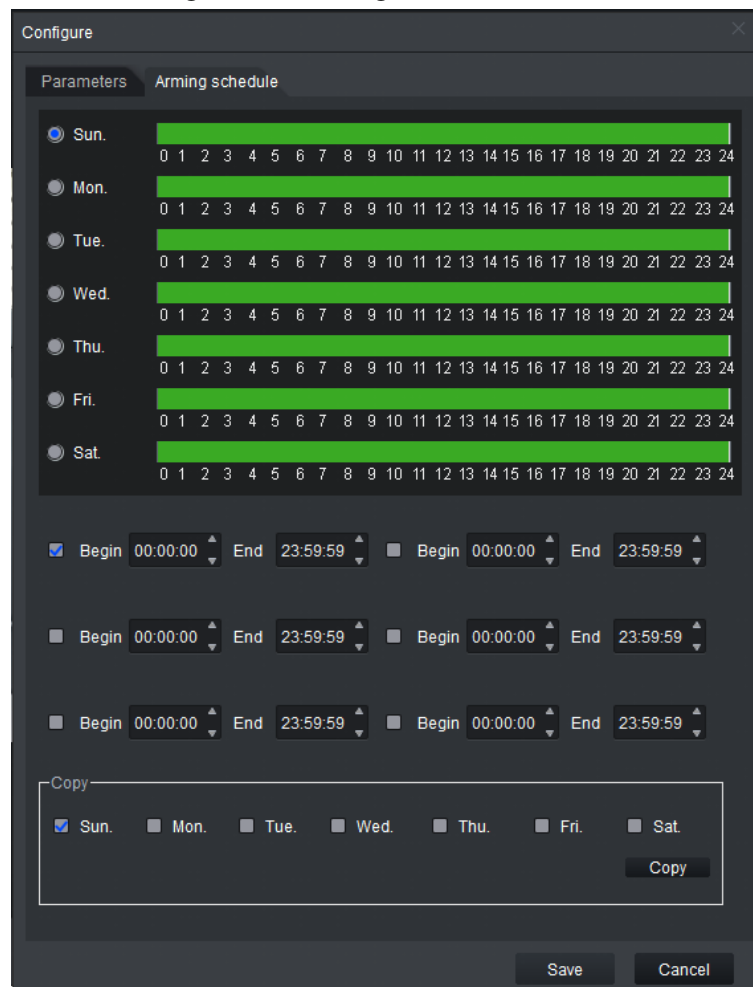 Configure
Parameters Arming schedule
Sun.
0 1 2 3 4 5 6 7 8 9 10 11 12 13 14 15 16 17 18 19 20 21 22 23 24
Mon.
0 1 2 3 4 5 6 7 8 9 10 11 12 13 14 15 16 17 18 19 20 21 22 23 24
Tue.
0 1 2 3 4 5 6 7 8 9 10 11 12 13 14 15 16 17 18 19 20 21 22 23 24
Wed.
0 1 2 3 4 5 6 7 8 9 10 11 12 13 14 15 16 17 18 19 20 21 22 23 24
Thu.
0 1 2 3 4 5 6 7 8 9 10 11 12 13 14 15 16 17 18 19 20 21 22 23 24
Fri.
0 1 2 3 4 5 6 7 8 9 10 11 12 13 14 15 16 17 18 19 20 21 22 23 24
Sat.
0 1 2 3 4 5 6 7 8 9 10 11 12 13 14 15 16 17 18 19 20 21 22 23 24
Begin 00:00:00 End 23:59:59 Begin 00:00:00 End 23:59:59
Begin 00:00:00 End 23:59:59 Begin 00:00:00 End 23:59:59
Begin 00:00:00 End 23:59:59 Begin 00:00:00 End 23:59:59
Copy
Sun. Mon. Tue. Wed. Thu. Fri. Sat.
Copy
Save Cancel